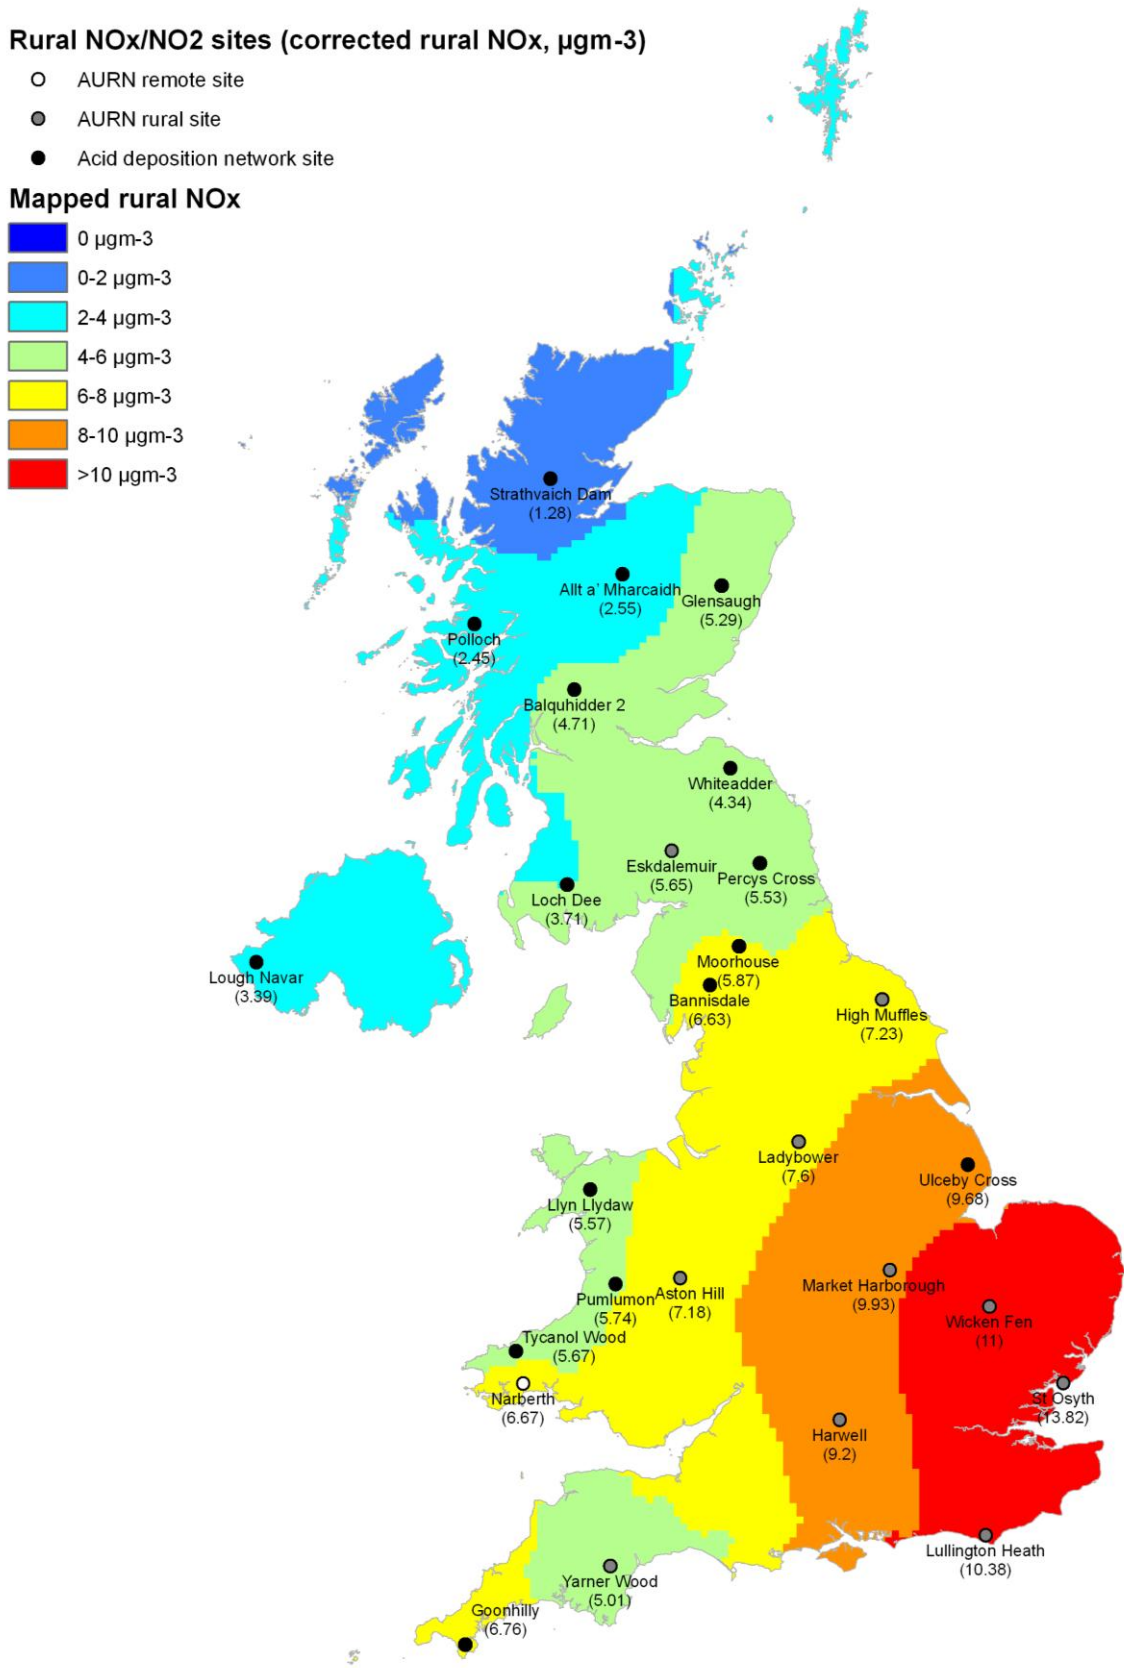 Rural NOx/NO2 sites (corrected rural NOx, µgm-3)
AURN remote site
AURN rural site
Acid deposition network site
Mapped rural NOx
0 µgm-3
0-2 µgm-3
2-4 µgm-3
4-6 µgm-3
6-8 µgm-3
8-10 µgm-3
>10 µgm-3
Strathvaich Dam
(1.28)
Allt a' Mharcaidh
(2.55)
Glensaugh
(5.29)
Polloch
(2.45)
Balquhidder 2
(4.71)
Whiteadder
(4.34)
Eskdalemuir
(5.65)
Percys Cross
(5.53)
Loch Dee
(3.71)
Lough Navar
(3.39)
Moorhouse
(5.87)
Bannisdale
(6.63)
High Muffles
(7.23)
Ladybower
(7.6)
Ulceby Cross
(9.68)
Llyn Llydaw
(5.57)
Pumlumon
(5.74)
Aston Hill
(7.18)
Market Harborough
(9.93)
Wicken Fen
(11)
Tycanol Wood
(5.67)
Narberth
(6.67)
St Osyth
(13.82)
Harwell
(9.2)
Lullington Heath
(10.38)
Yarner Wood
(5.01)
Goonhilly
(6.76)